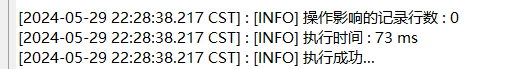 [2024-05-29 22:28:38.217 CST] : [INFO] 操作影响的记录行数 : 0
[2024-05-29 22:28:38.217 CST] : [INFO] 执行时间 : 73 ms
[2024-05-29 22:28:38.217 CST] : [INFO] 执行成功...